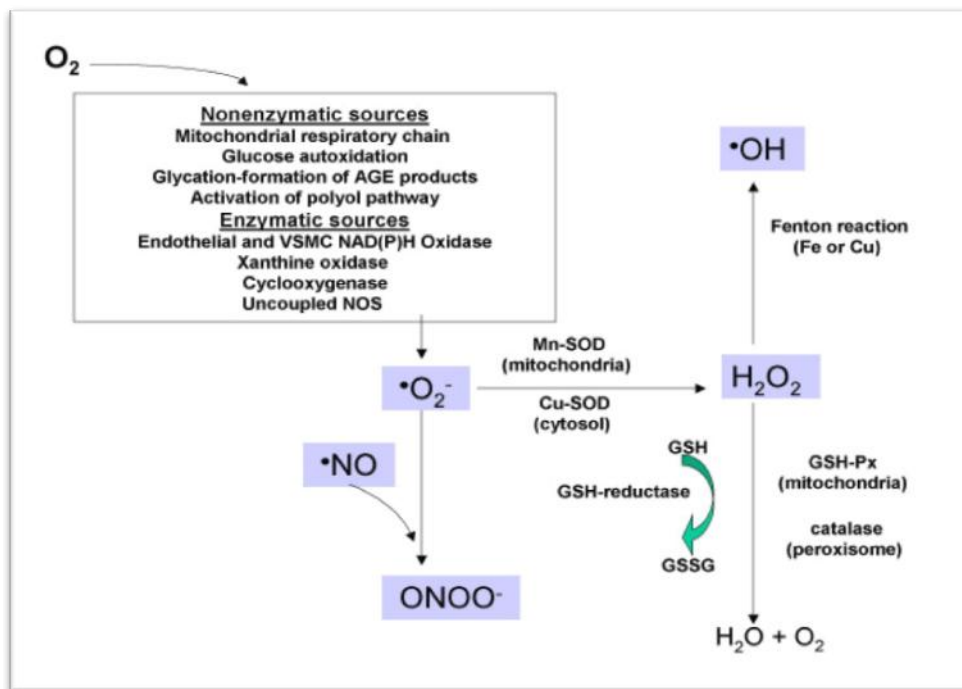 O₂
Nonenzymatic sources
Mitochondrial respiratory chain
Glucose autoxidation
Glycation-formation of AGE products
Activation of polyol pathway
Enzymatic sources
Endothelial and VSMC NAD(P)H Oxidase
Xanthine oxidase
Cyclooxygenase
Uncoupled NOS
•OH
Fenton reaction
(Fe or Cu)
Mn-SOD
(mitochondria)
•O₂⁻
H₂O₂
Cu-SOD
(cytosol)
•NO
GSH
GSH-reductase
GSSG
GSH-Px
(mitochondria)
catalase
(peroxisome)
ONOO⁻
H₂O + O₂